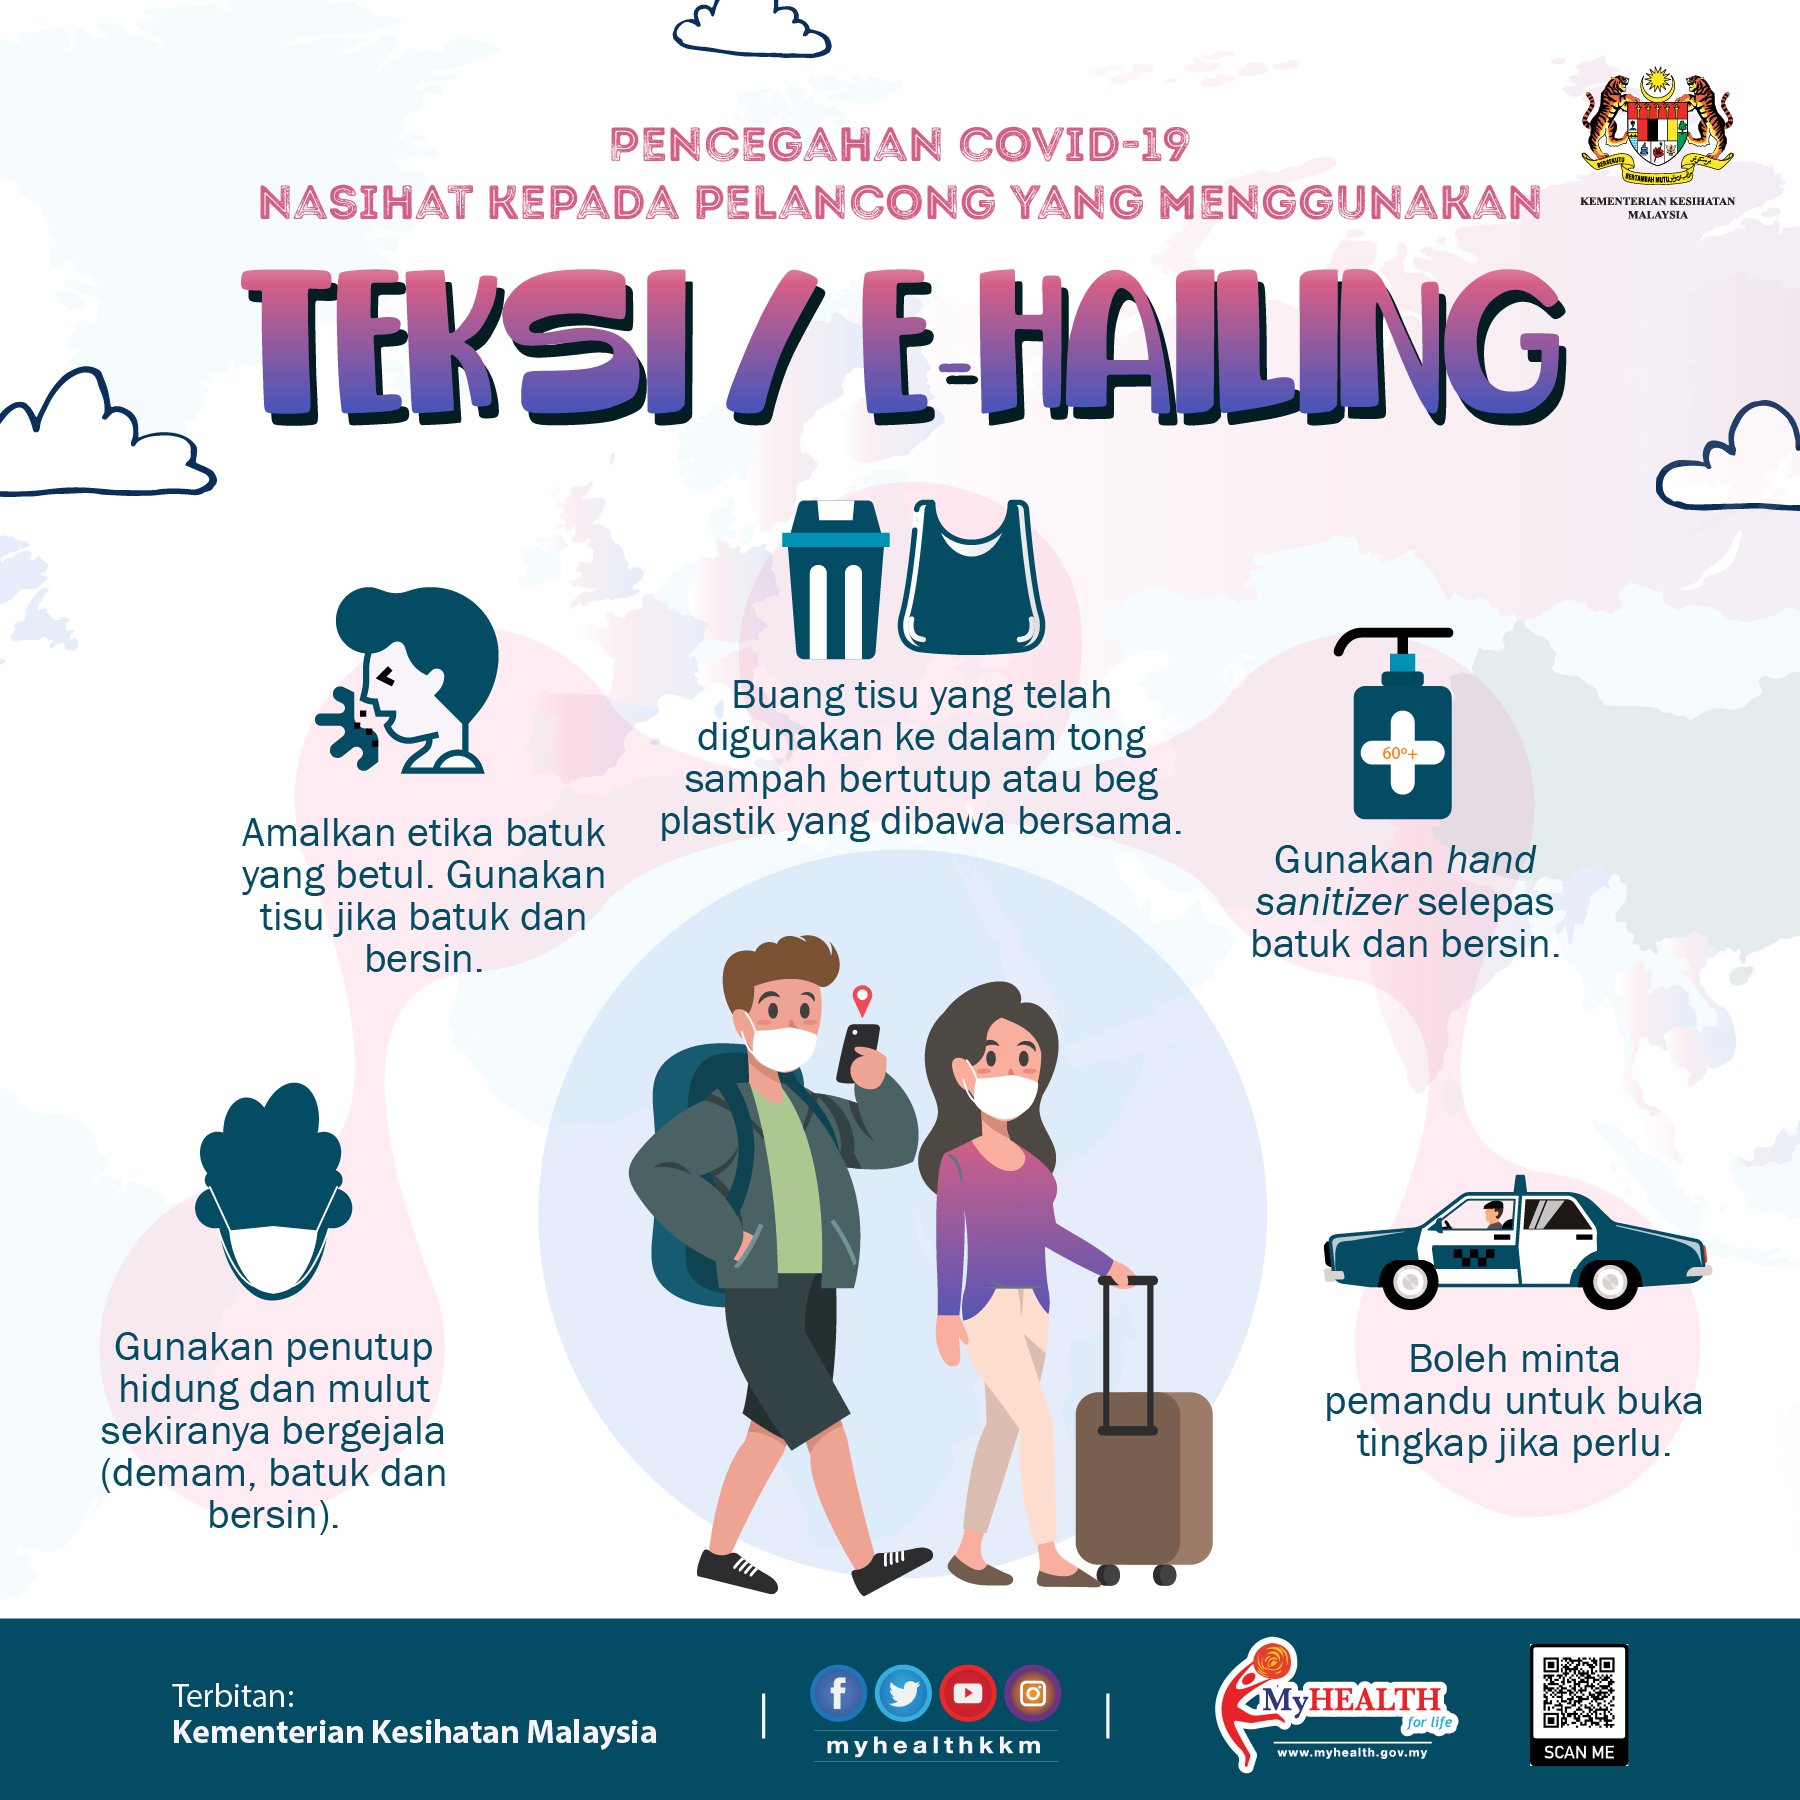 PENCEGAHAN COVID-19
NASIHAT KEPADA PELANCONG YANG MENGGUNAKAN
TEKSI / E-HAILING
BERSEKUTU
BERTAMBAH MUTU
KEMENTERIAN KESIHATAN
MALAYSIA
Buang tisu yang telah
digunakan ke dalam tong
sampah bertutup atau beg
plastik yang dibawa bersama.
Amalkan etika batuk
yang betul. Gunakan
tisu jika batuk dan
bersin.
60°+
Gunakan hand
sanitizer selepas
batuk dan bersin.
Gunakan penutup
hidung dan mulut
sekiranya bergejala
(demam, batuk dan
bersin).
Boleh minta
pemandu untuk buka
tingkap jika perlu.
Terbitan:
Kementerian Kesihatan Malaysia
myhealthkkm
MyHEALTH
for life
www.myhealth.gov.my
SCAN ME